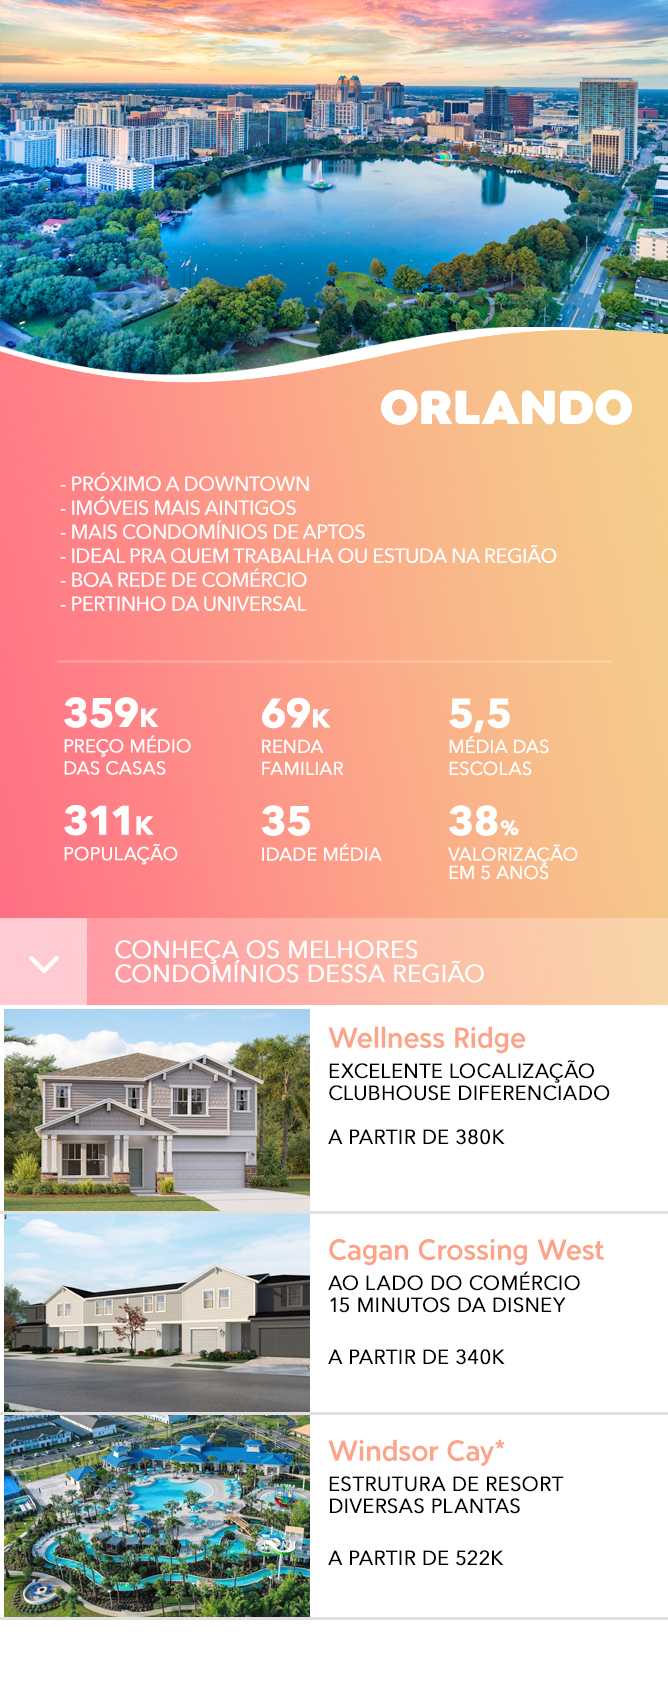 ORLANDO
- PRÓXIMO A DOWNTOWN
- IMÓVEIS MAIS AINTIGOS
- MAIS CONDOMÍNIOS DE APTOS
- IDEAL PRA QUEM TRABALHA OU ESTUDA NA REGIÃO
- BOA REDE DE COMÉRCIO
- PERTINHO DA UNIVERSAL
359K
PREÇO MÉDIO
DAS CASAS
69K
RENDA
FAMILIAR
5,5
MÉDIA DAS
ESCOLAS
311K
POPULAÇÃO
35
IDADE MÉDIA
38%
VALORIZAÇÃO
EM 5 ANOS
CONHEÇA OS MELHORES
CONDOMÍNIOS DESSA REGIÃO
Wellness Ridge
EXCELENTE LOCALIZAÇÃO
CLUBHOUSE DIFERENCIADO
A PARTIR DE 380K
Cagan Crossing West
AO LADO DO COMÉRCIO
15 MINUTOS DA DISNEY
A PARTIR DE 340K
Windsor Cay*
ESTRUTURA DE RESORT
DIVERSAS PLANTAS
A PARTIR DE 522K